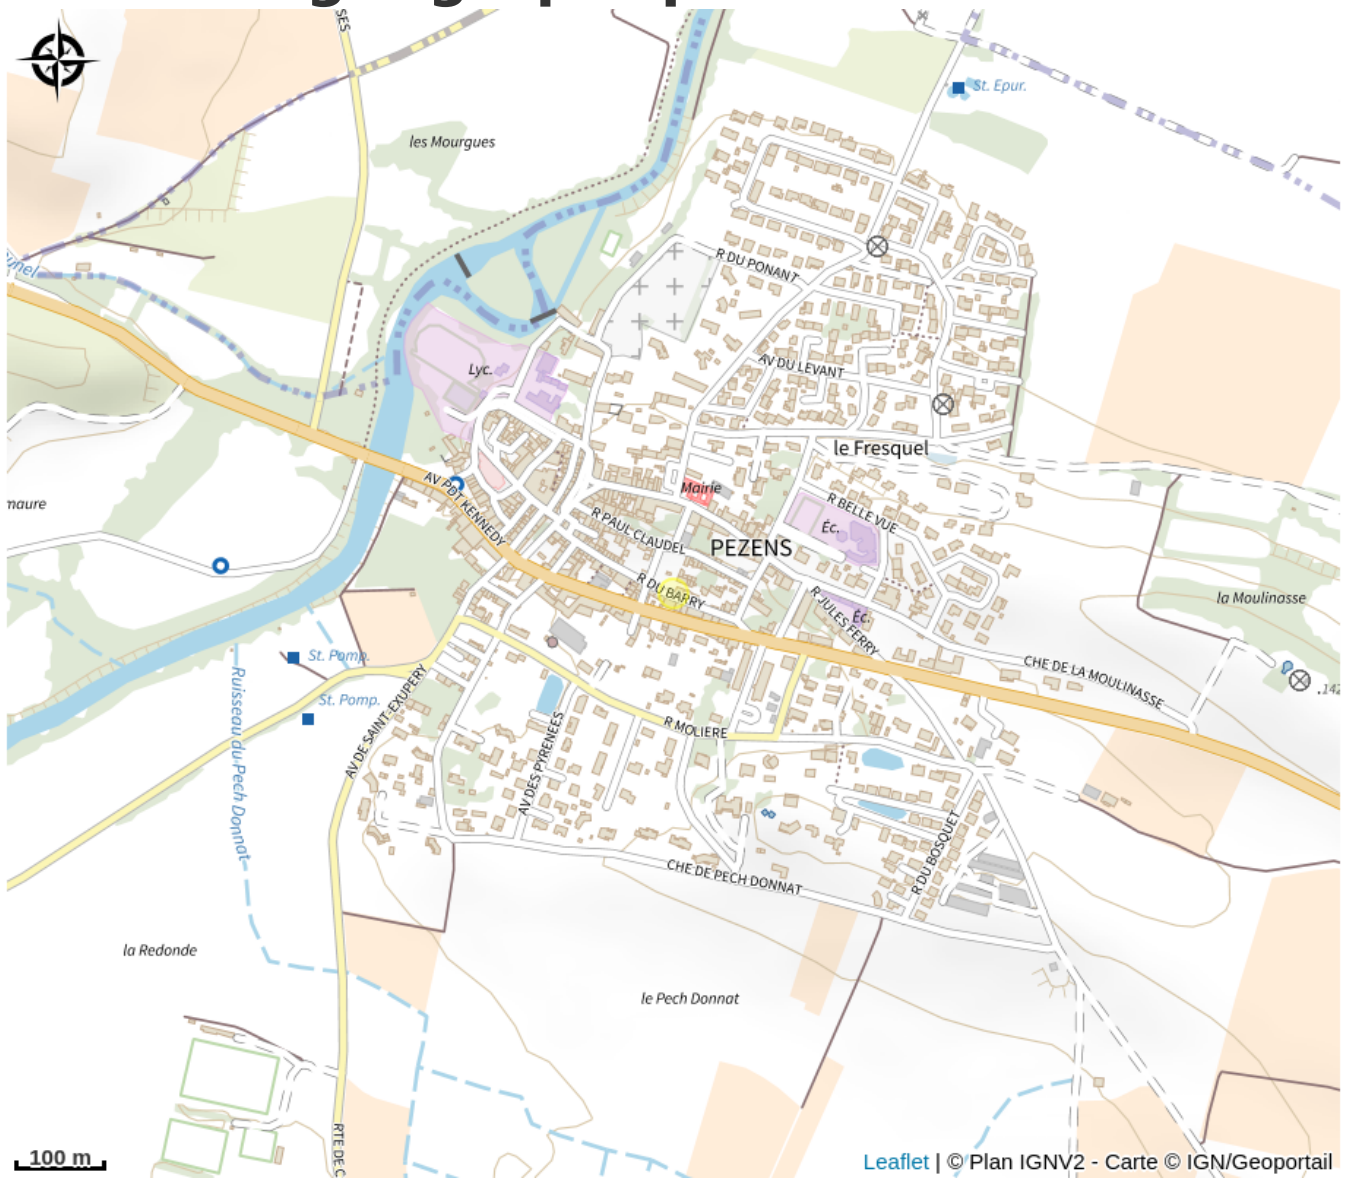 SES
St. Epur.
les Mourgues
R DU PONANT
Lyc.
AV DU LEVANT
le Fresquel
AV PDT KENNEDY
Mairie
R BELLE VUE
Éc.
R PAUL CLAUDEL
PEZENS
maure
R DU BARRY
R JULES FERRY
Éc.
la Moulinasse
St. Pomp.
CHE DE LA MOULINASSE
.142
St. Pomp.
Ruisseau du Pech Donnat
AV DE SAINT-EXUPERY
R MOLIERE
AV DES PYRENEES
R DU BOSQUET
CHE DE PECH DONNAT
la Redonde
le Pech Donnat
RTE DE C
100 m
Leaflet | © Plan IGNV2 - Carte © IGN/Geoportail